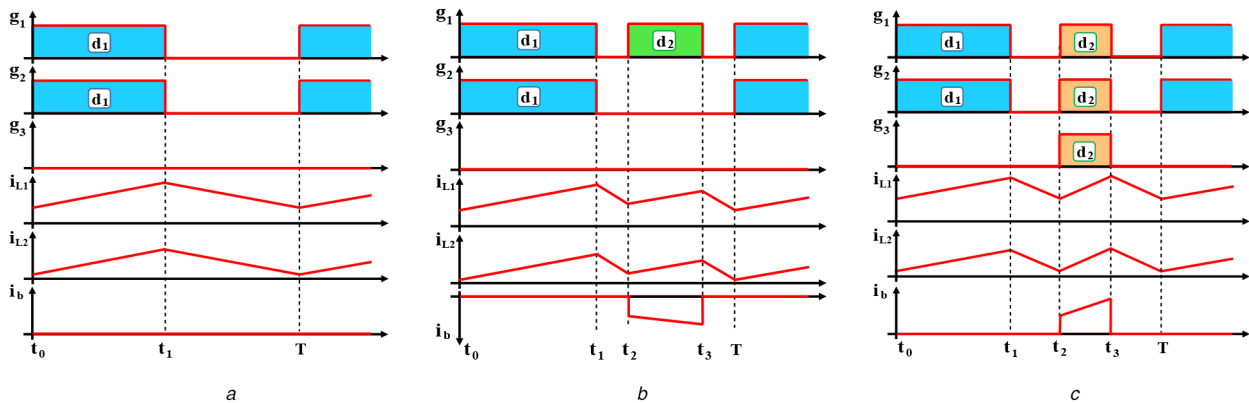 g1
d1
g2
d1
g3
iL1
iL2
ib
t0 t1 T
a
g1
d1 d2
g2
d1
g3
iL1
iL2
ib
t0 t1 t2 t3 T
b
g1
d1 d2
g2
d1 d2
g3
d2
iL1
iL2
ib
t0 t1 t2 t3 T
c